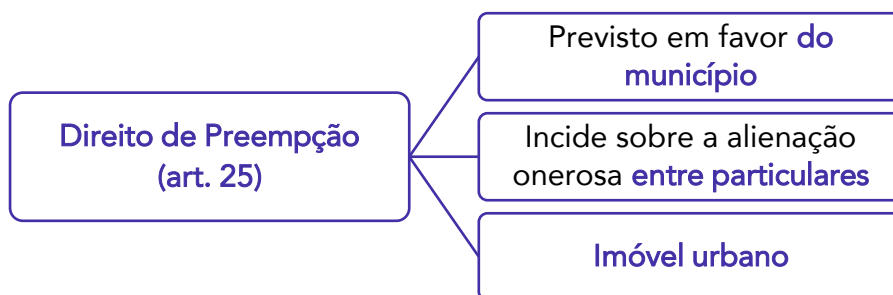 Direito de Preempção
(art. 25)
Previsto em favor do
município
Incide sobre a alienação
onerosa entre particulares
Imóvel urbano